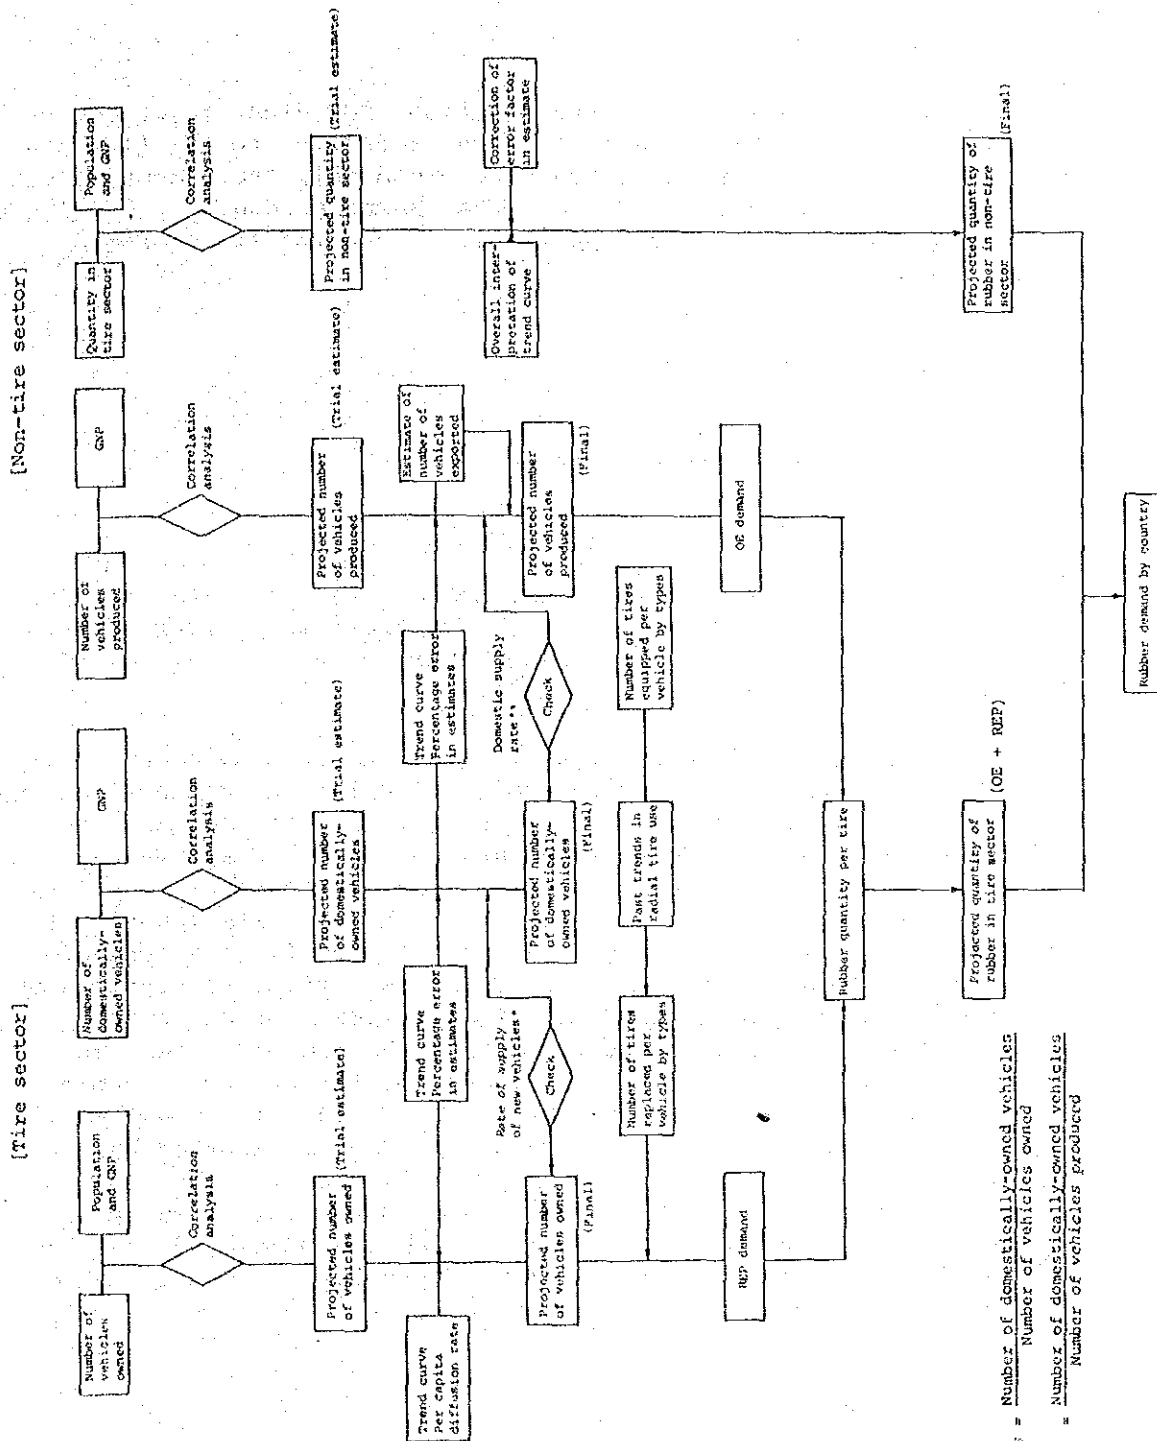 [Tire sector]
[Non-tire sector]
Number of
vehicles
owned
Population
and GNP
Number of
domestically-
owned vehicles
GNP
Number of
vehicles
produced
GNP
Quantity in
tire sector
Population
and GNP
Correlation
analysis
Correlation
analysis
Correlation
analysis
Correlation
analysis
Projected number
of vehicles owned
(Trial estimate)
Projected number
of domestically-
owned vehicles
(Trial estimate)
Projected number
of vehicles
produced
(Trial estimate)
Projected quantity
in non-tire sector
(Trial estimate)
Trend curve
Per capita
diffusion rate
Trend curve
Percentage error
in estimates
Trend curve
Percentage error
in estimates
Estimate of
number of
vehicles
exported
Overall inter-
pretation of
trend curve
Correction of
error factor
in estimate
Rate of supply
of new vehicles*
Check
Domestic supply
rate**
Check
Projected number
of vehicles owned
(Final)
Projected number
of domestically-
owned vehicles
(Final)
Projected number
of vehicles
produced
(Final)
Number of tires
replaced per
vehicle by types
Past trends in
radial tire use
Number of tires
equipped per
vehicle by types
REP demand
OE demand
Rubber quantity per tire
Projected quantity of
rubber in tire sector
(OE + REP)
Projected quantity of
rubber in non-tire
sector
(Final)
Rubber demand by country
= Number of domestically-owned vehicles
Number of vehicles owned
= Number of domestically-owned vehicles
Number of vehicles produced